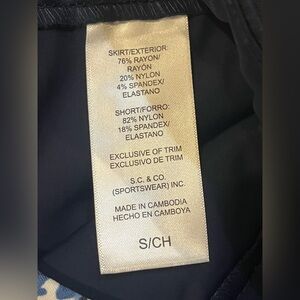 SKIRT/EXTERIOR:
76% RAYON/
RAYÓN
20% NYLON
4% SPANDEX/
ELASTANO
SHORT/FORRO:
82% NYLON
18% SPANDEX/
ELASTANO
EXCLUSIVE OF TRIM
EXCLUSIVO DE TRIM
S.C. & CO.
(SPORTSWEAR) INC.
MADE IN CAMBODIA
HECHO EN CAMBOYA
S/CH